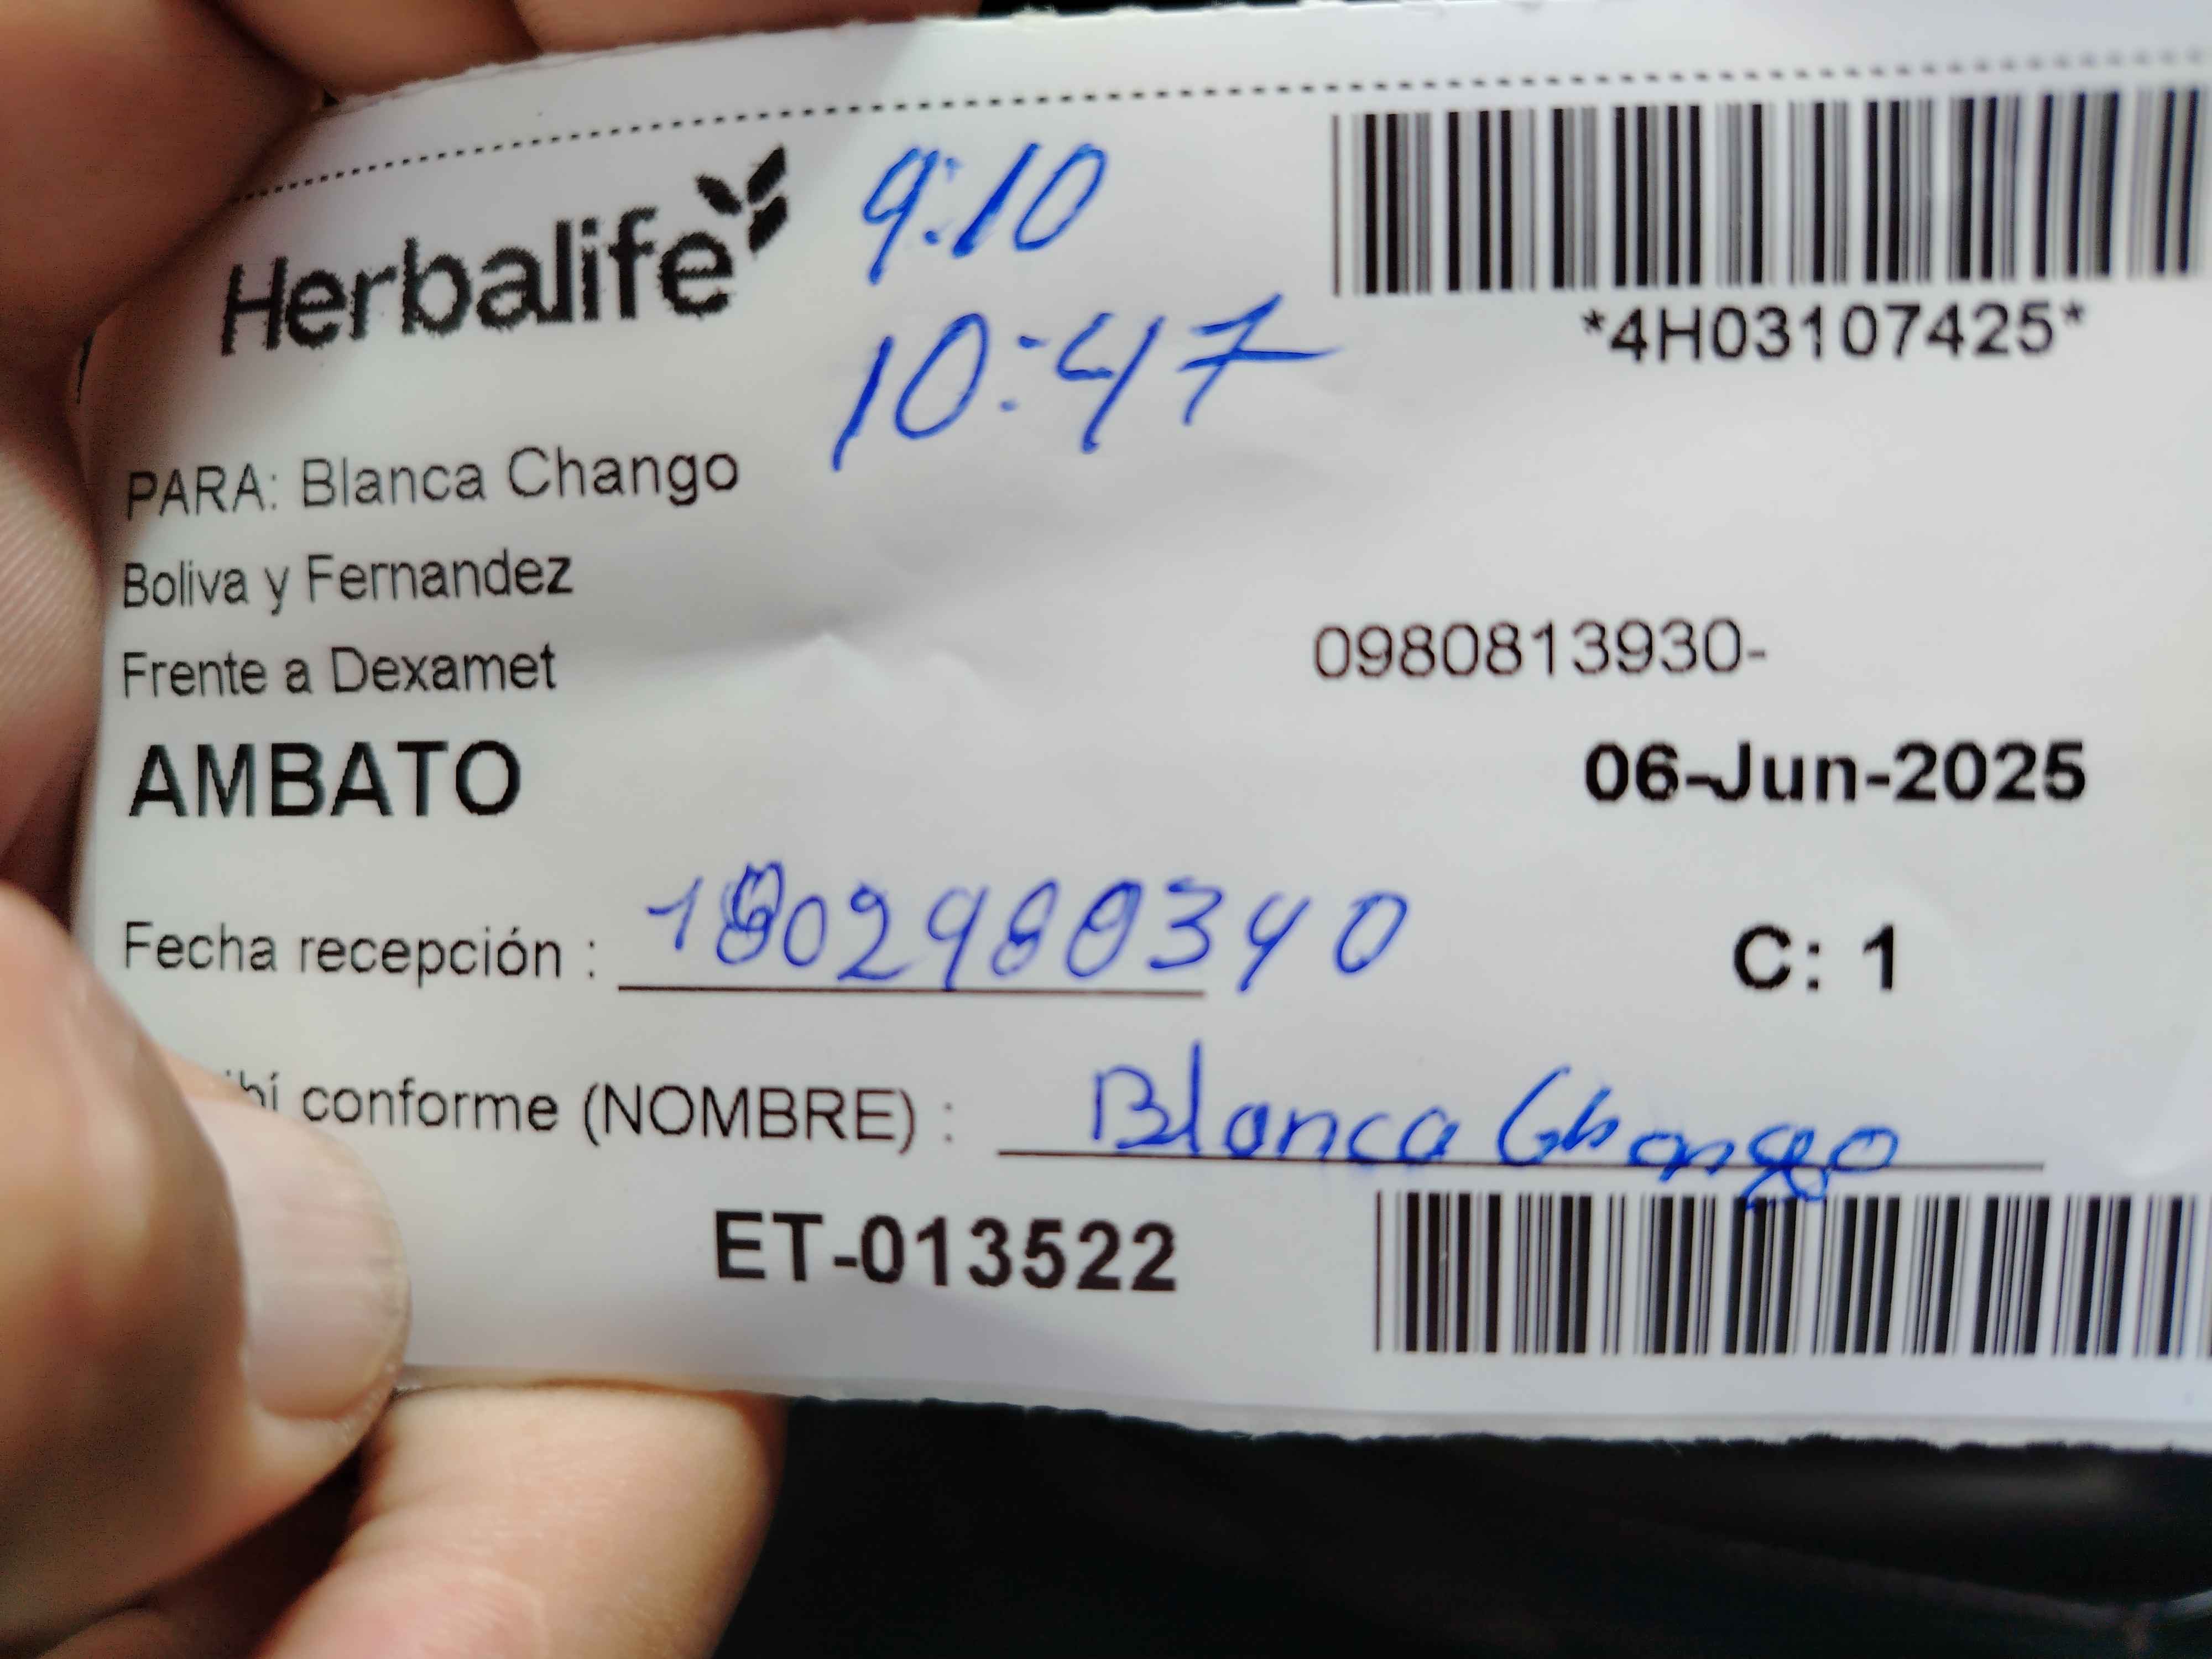 Herbalife
9:10
10:47
*4H03107425*
PARA: Blanca Chango
Boliva y Fernandez
Frente a Dexamet
0980813930-
AMBATO
06-Jun-2025
Fecha recepción : 1802988340
C: 1
conforme (NOMBRE) : Blanca Chango
ET-013522